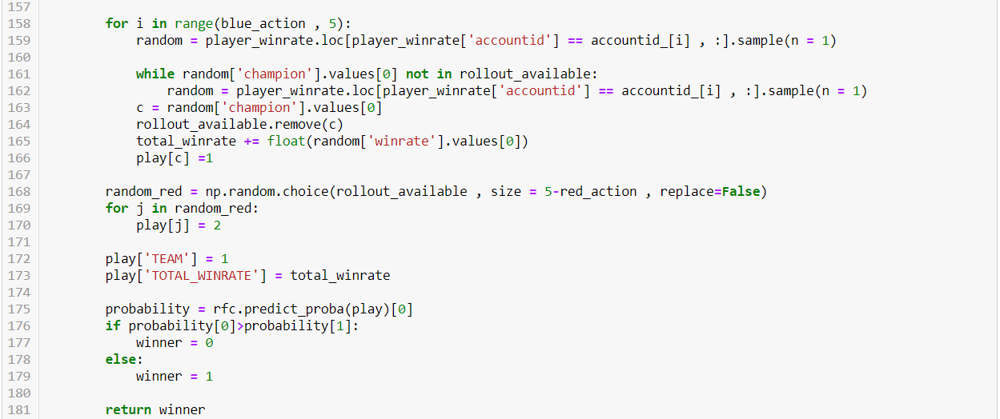 157
158 for i in range(blue_action , 5):
159 random = player_winrate.loc[player_winrate['accountid'] == accountid_[i] , :].sample(n = 1)
160
161 while random['champion'].values[0] not in rollout_available:
162 random = player_winrate.loc[player_winrate['accountid'] == accountid_[i] , :].sample(n = 1)
163 c = random['champion'].values[0]
164 rollout_available.remove(c)
165 total_winrate += float(random['winrate'].values[0])
166 play[c] =1
167
168 random_red = np.random.choice(rollout_available , size = 5-red_action , replace=False)
169 for j in random_red:
170 play[j] = 2
171
172 play['TEAM'] = 1
173 play['TOTAL_WINRATE'] = total_winrate
174
175 probability = rfc.predict_proba(play)[0]
176 if probability[0]>probability[1]:
177 winner = 0
178 else:
179 winner = 1
180
181 return winner